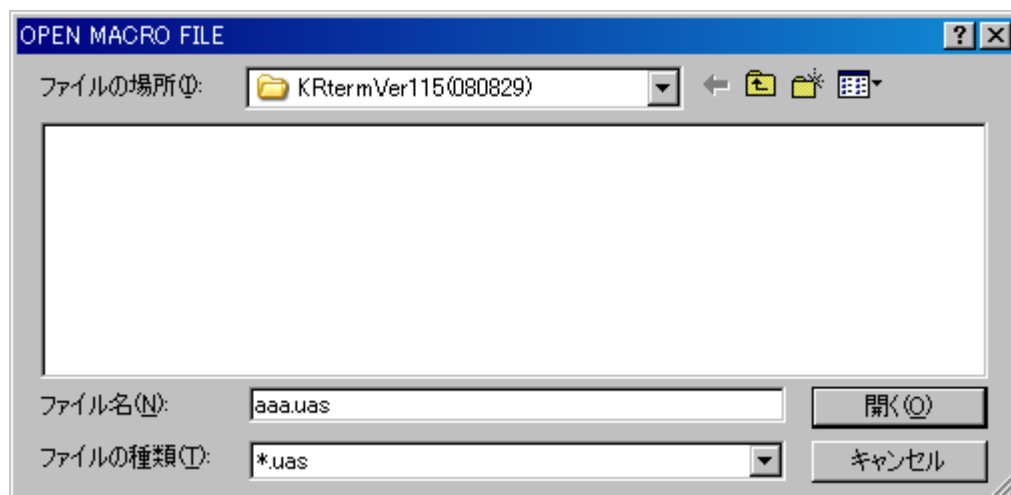 OPEN MACRO FILE
ファイルの場所(I): KRtermVer115(080829)
ファイル名(N): aaa.uas 開く(O)
ファイルの種類(T): *.uas キャンセル